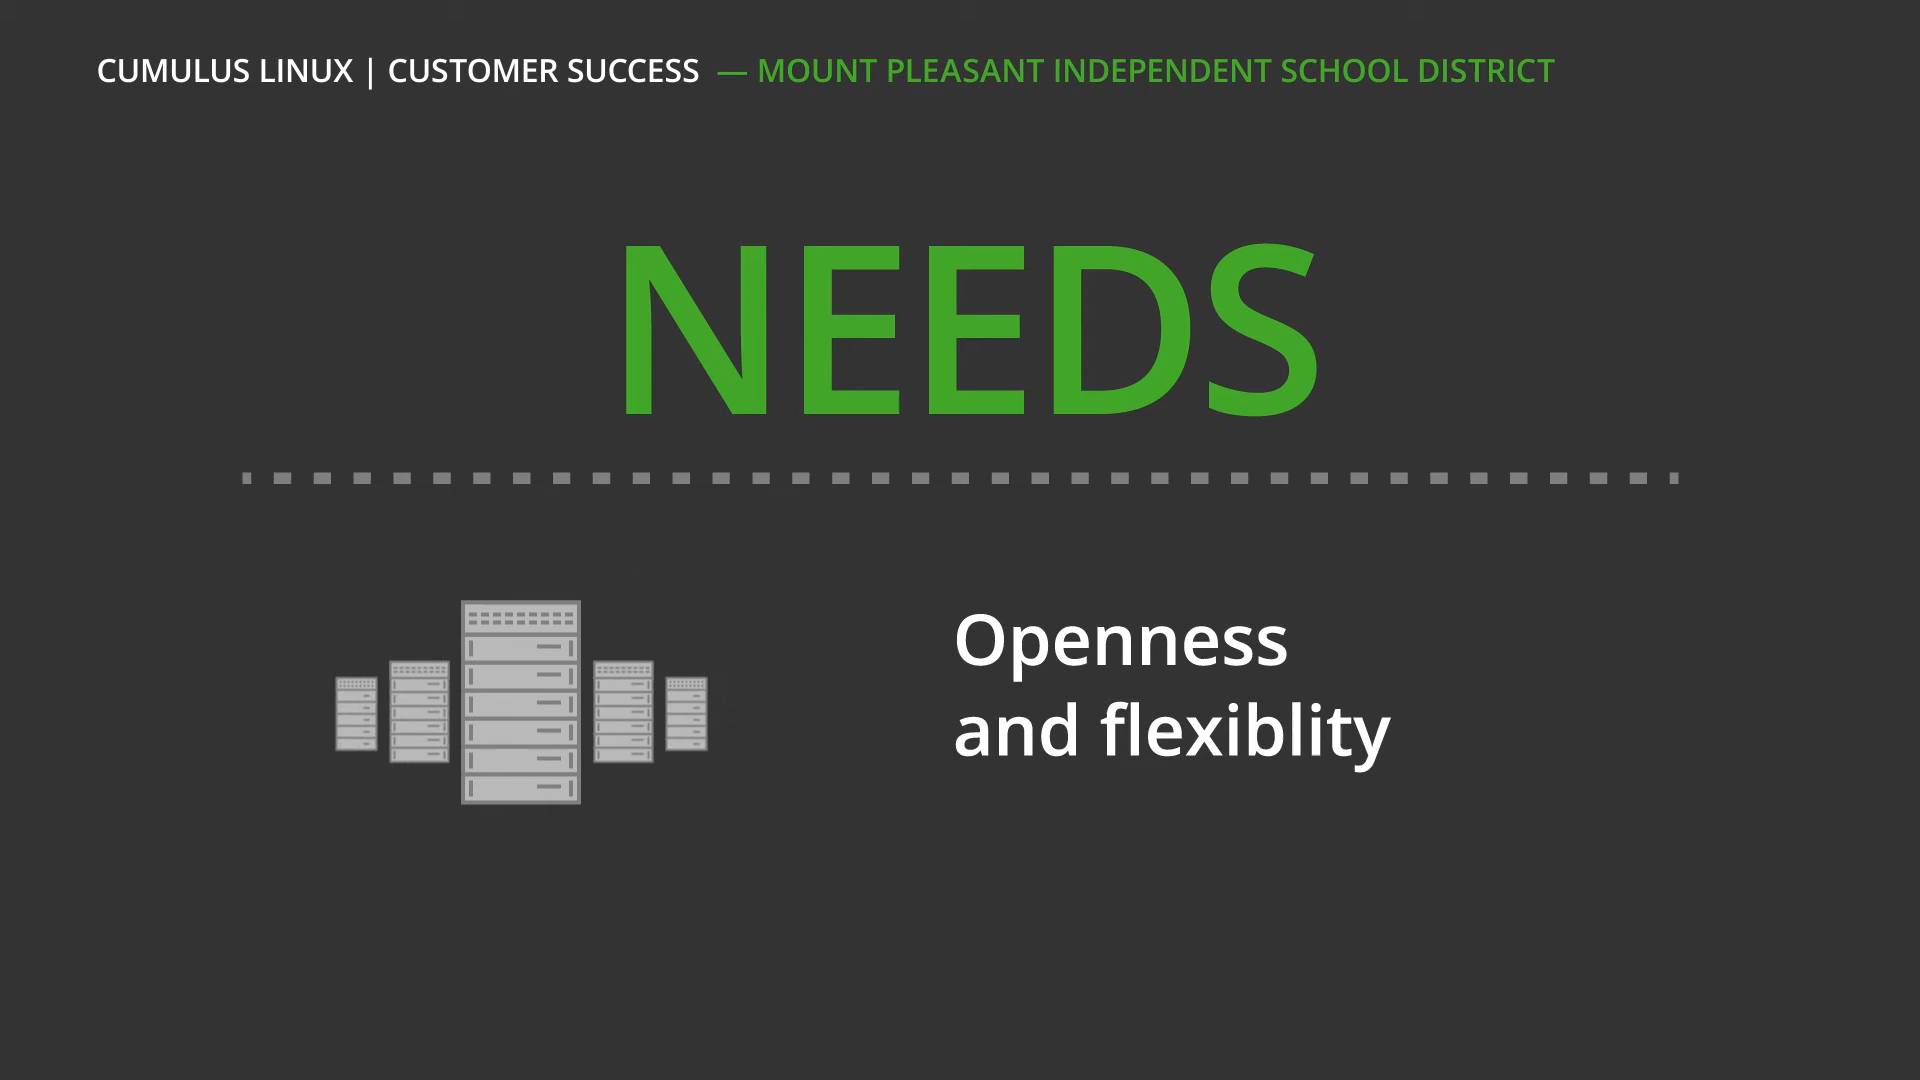 CUMULUS LINUX | CUSTOMER SUCCESS — MOUNT PLEASANT INDEPENDENT SCHOOL DISTRICT
NEEDS
Openness
and flexiblity